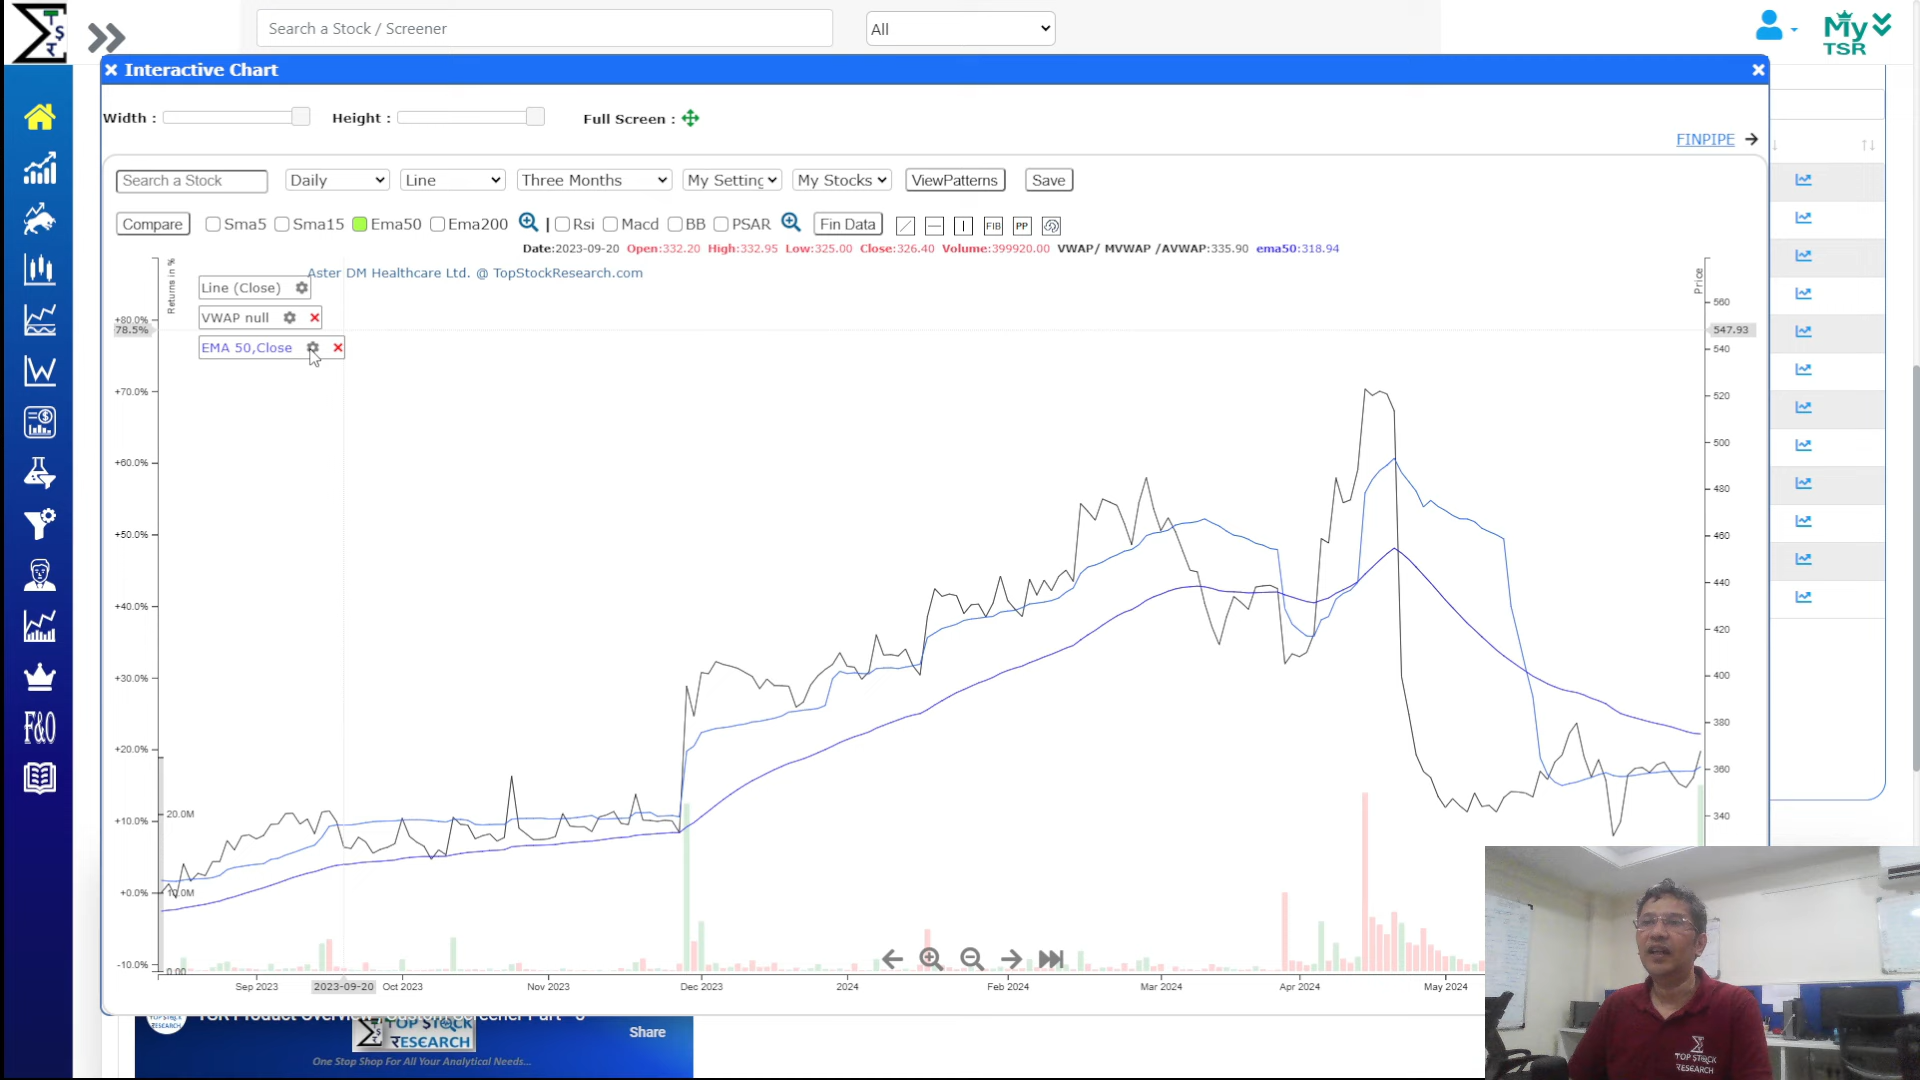 Search a Stock / Screener
All
My
TSR
Interactive Chart
Width :
Height :
Full Screen :
FINPIPE
Search a Stock
Daily
Line
Three Months
My Setting
My Stocks
ViewPatterns
Save
Compare
Sma5
Sma15
Ema50
Ema200
|
Rsi
Macd
BB
PSAR
Fin Data
FIB
PP
Date:2023-09-20 Open:332.20 High:332.95 Low:325.00 Close:326.40 Volume:399920.00 VWAP/ MVWAP /AVWAP:335.90 ema50:318.94
Aster DM Healthcare Ltd. @ TopStockResearch.com
Returns in %
Price
Line (Close)
VWAP null
EMA 50,Close
+80.0%
78.5%
+70.0%
+60.0%
+50.0%
+40.0%
+30.0%
+20.0%
+10.0%
+0.0%
-10.0%
20.0M
10.0M
0.00
560
547.93
540
520
500
480
460
440
420
400
380
360
340
Sep 2023
2023-09-20
Oct 2023
Nov 2023
Dec 2023
2024
Feb 2024
Mar 2024
Apr 2024
May 2024
F&O
TOP STOCK
RESEARCH
Share
One Stop Shop For All Your Analytical Needs...
TOP STOCK
RESEARCH